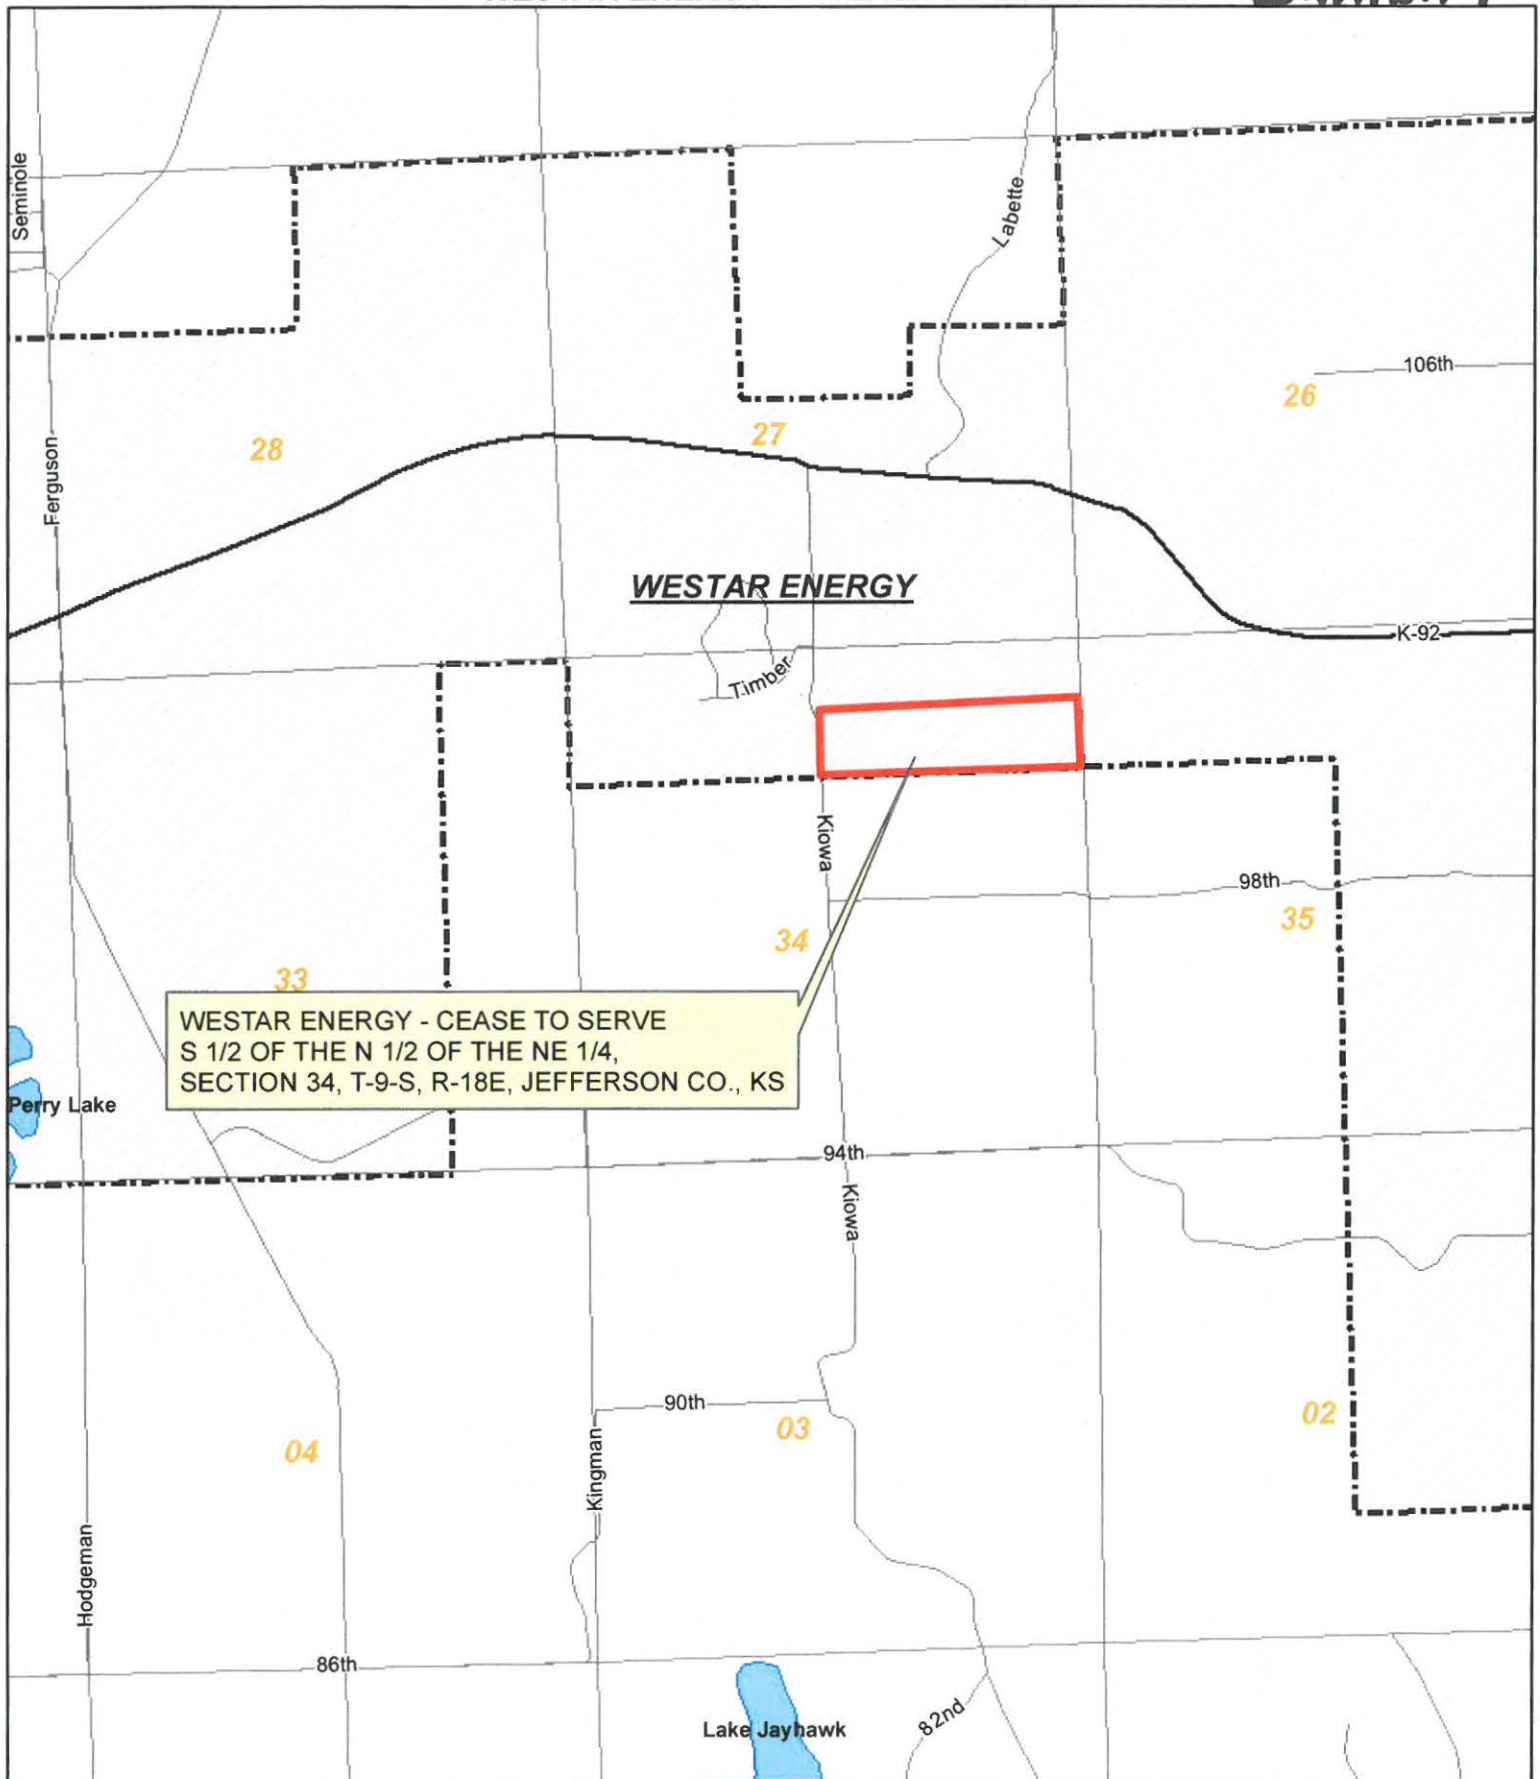 Seminole
Labette
106th
26
27
28
Ferguson
WESTAR ENERGY
K-92
Timber
Kiowa
98th
35
34
33
WESTAR ENERGY - CEASE TO SERVE
S 1/2 OF THE N 1/2 OF THE NE 1/4,
SECTION 34, T-9-S, R-18E, JEFFERSON CO., KS
Perry Lake
94th
Kiowa
90th
02
03
04
Kingman
Hodgeman
86th
Lake Jayhawk
82nd